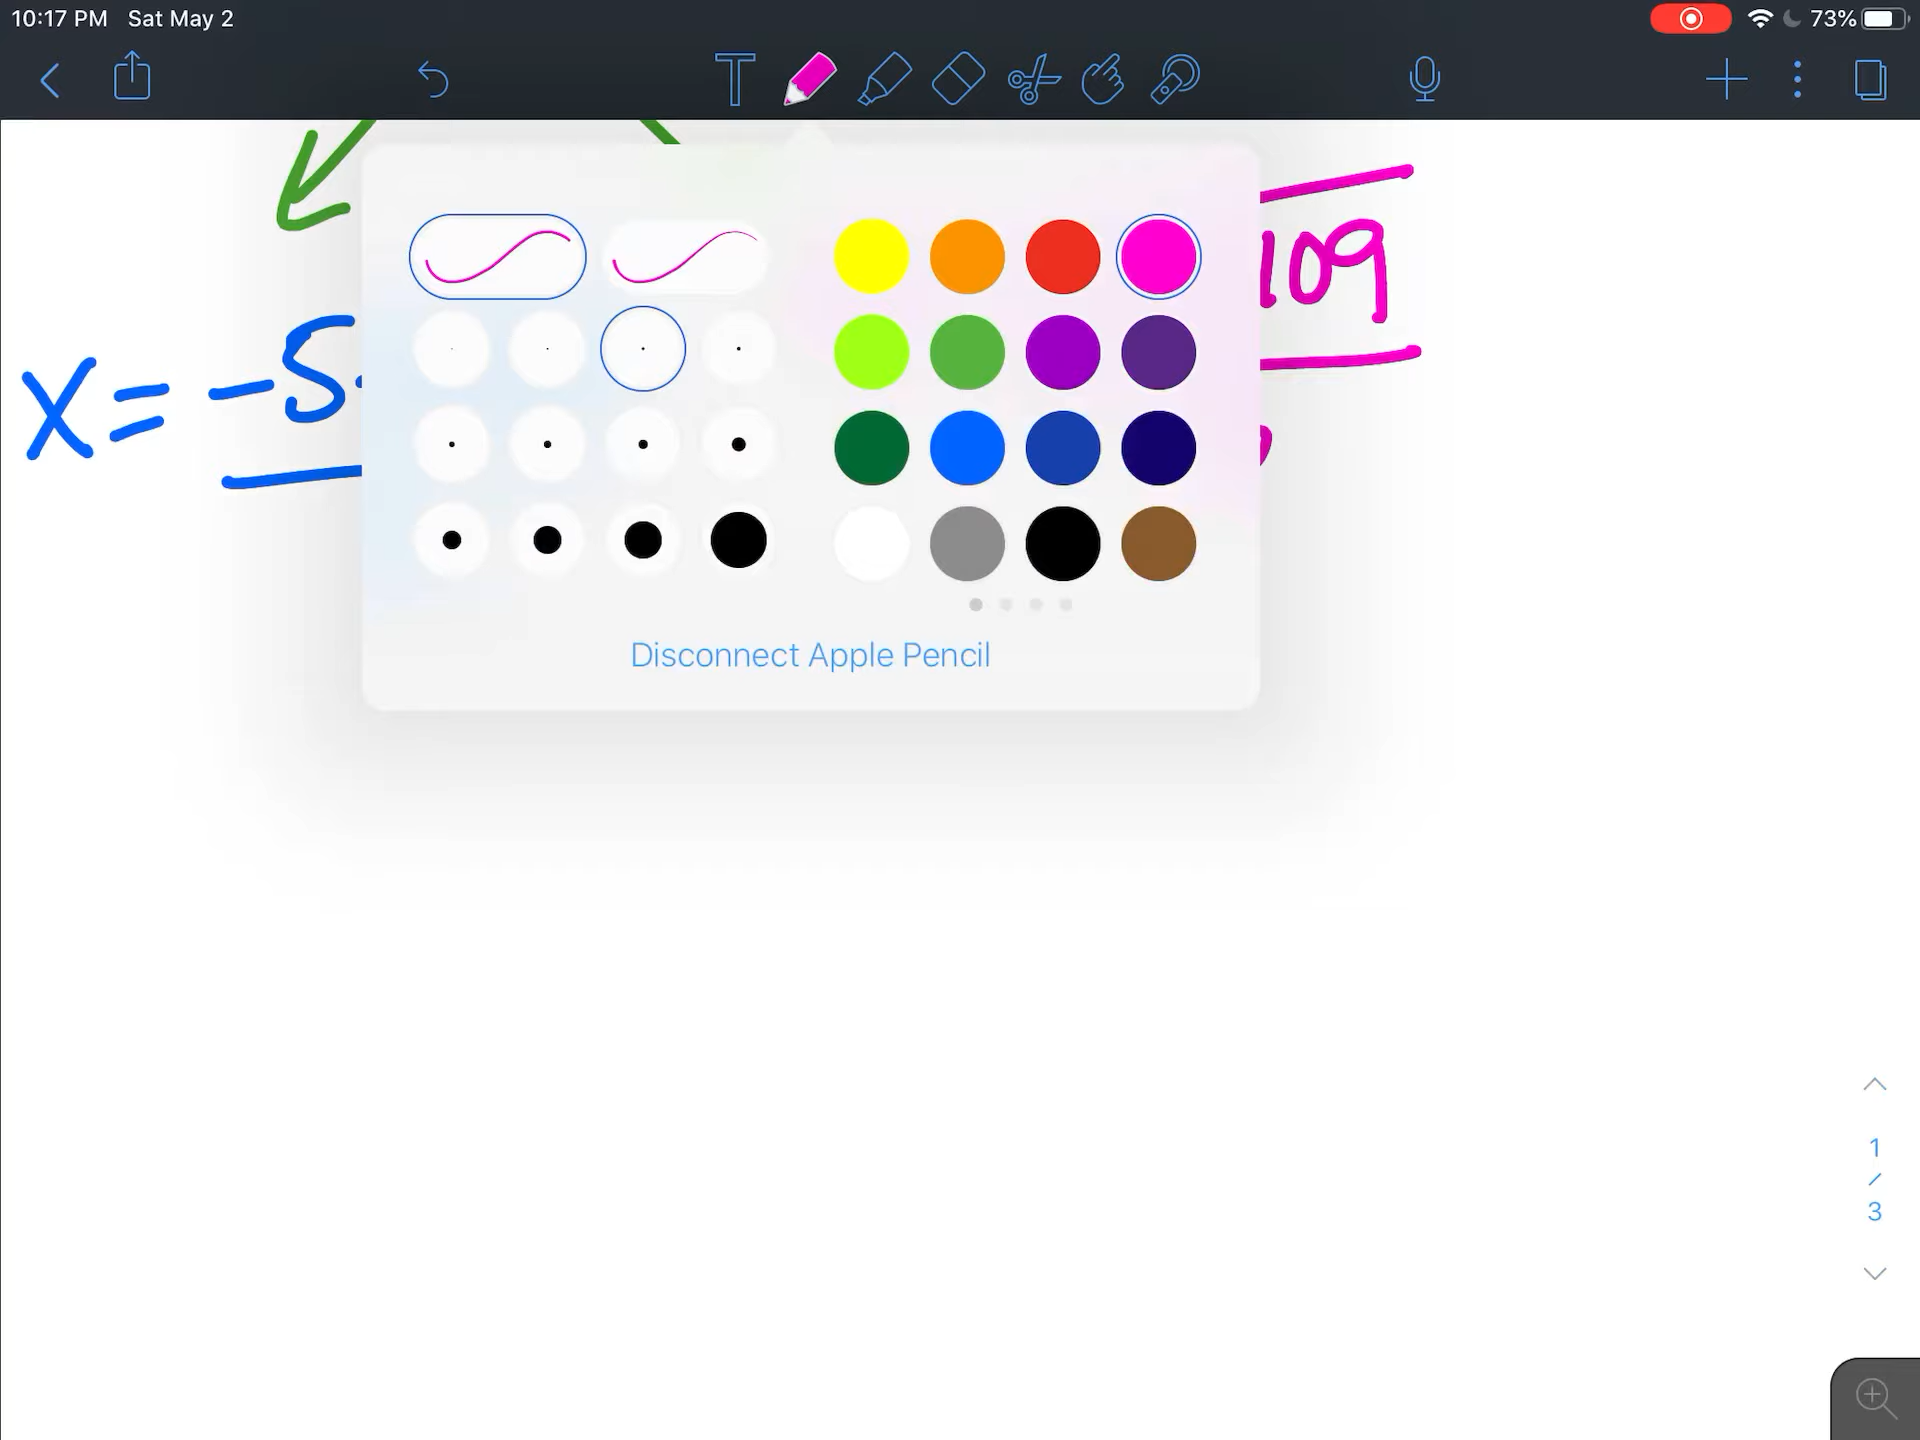 10:17 PM Sat May 2
73%
109
X= -5
Disconnect Apple Pencil
1
/
3